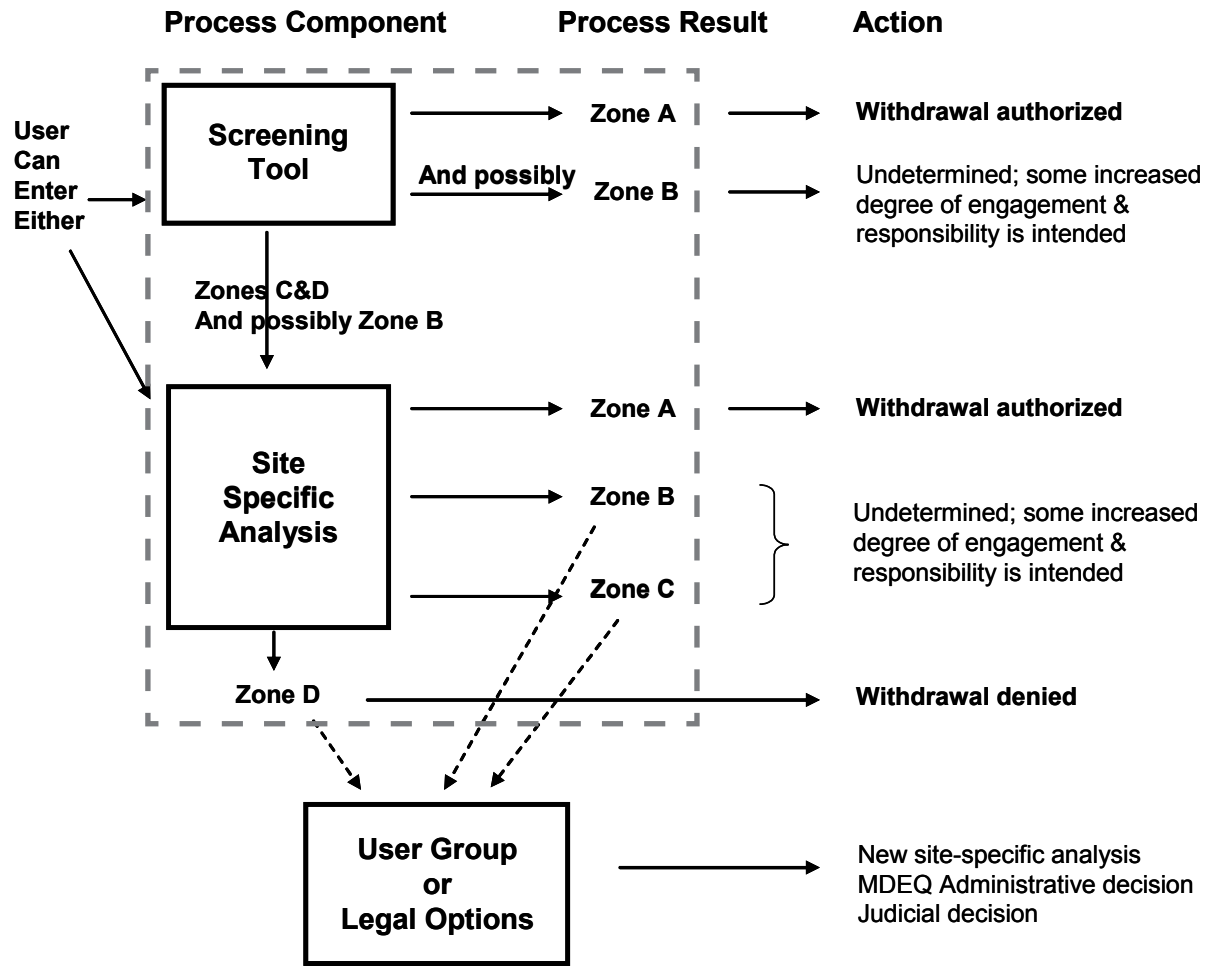 Process Component
Process Result
Action
User
Can
Enter
Either
Screening
Tool
Zone A
Withdrawal authorized
And possibly
Zone B
Undetermined; some increased
degree of engagement &
responsibility is intended
Zones C&D
And possibly Zone B
Site
Specific
Analysis
Zone A
Withdrawal authorized
Zone B
Zone C
Undetermined; some increased
degree of engagement &
responsibility is intended
Zone D
Withdrawal denied
User Group
or
Legal Options
New site-specific analysis
MDEQ Administrative decision
Judicial decision